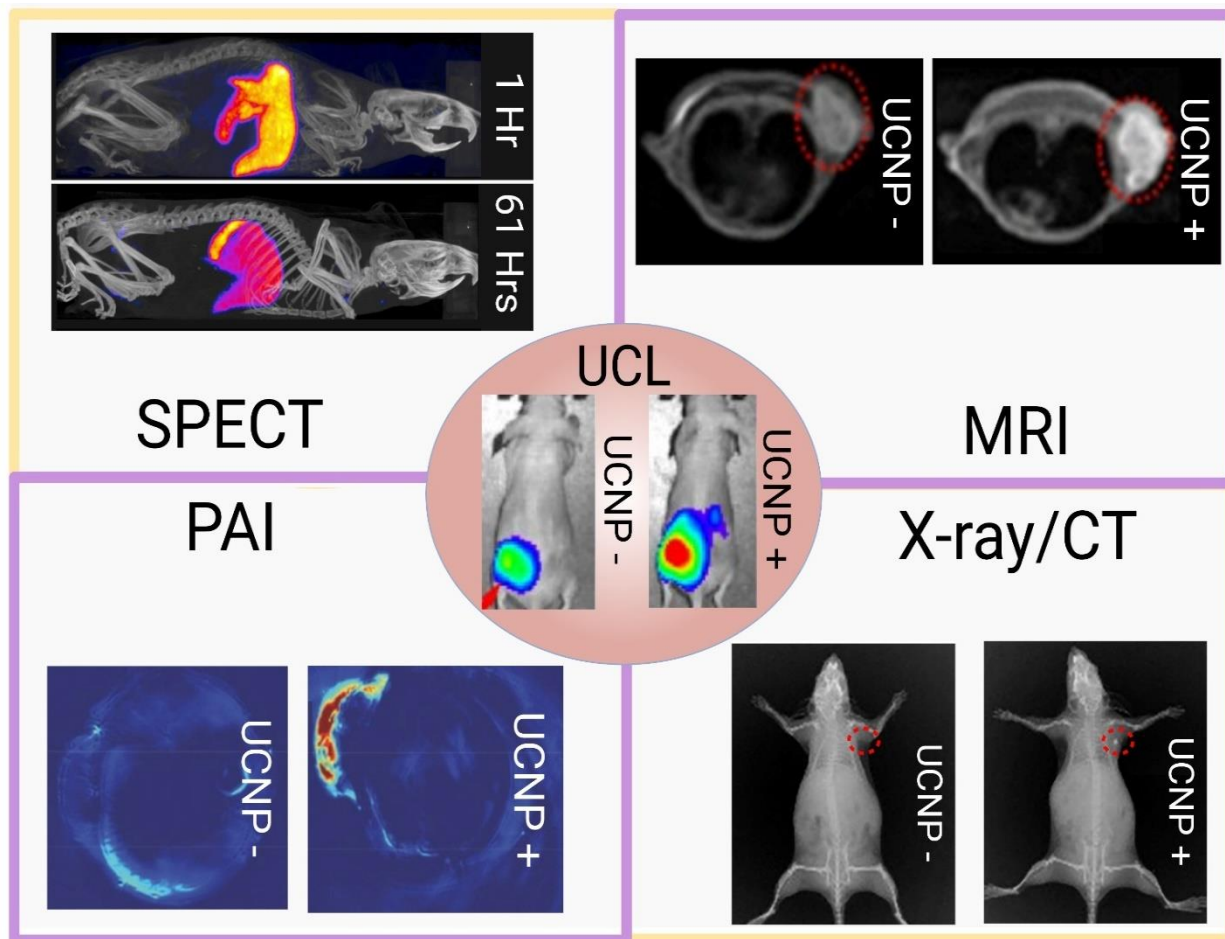 1 Hr
61 Hrs
SPECT
UCNP -
UCNP +
MRI
UCL
UCNP -
UCNP +
PAI
UCNP -
UCNP +
X-ray/CT
UCNP -
UCNP +